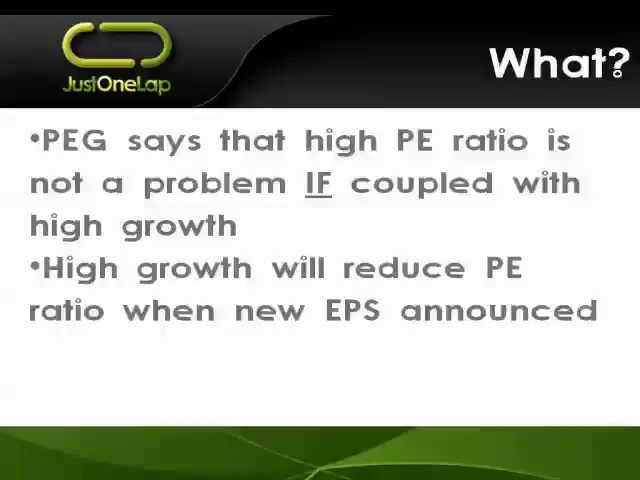 What?
JustOneLap
•PEG says that high PE ratio is
not a problem IF coupled with
high growth
•High growth will reduce PE
ratio when new EPS announced